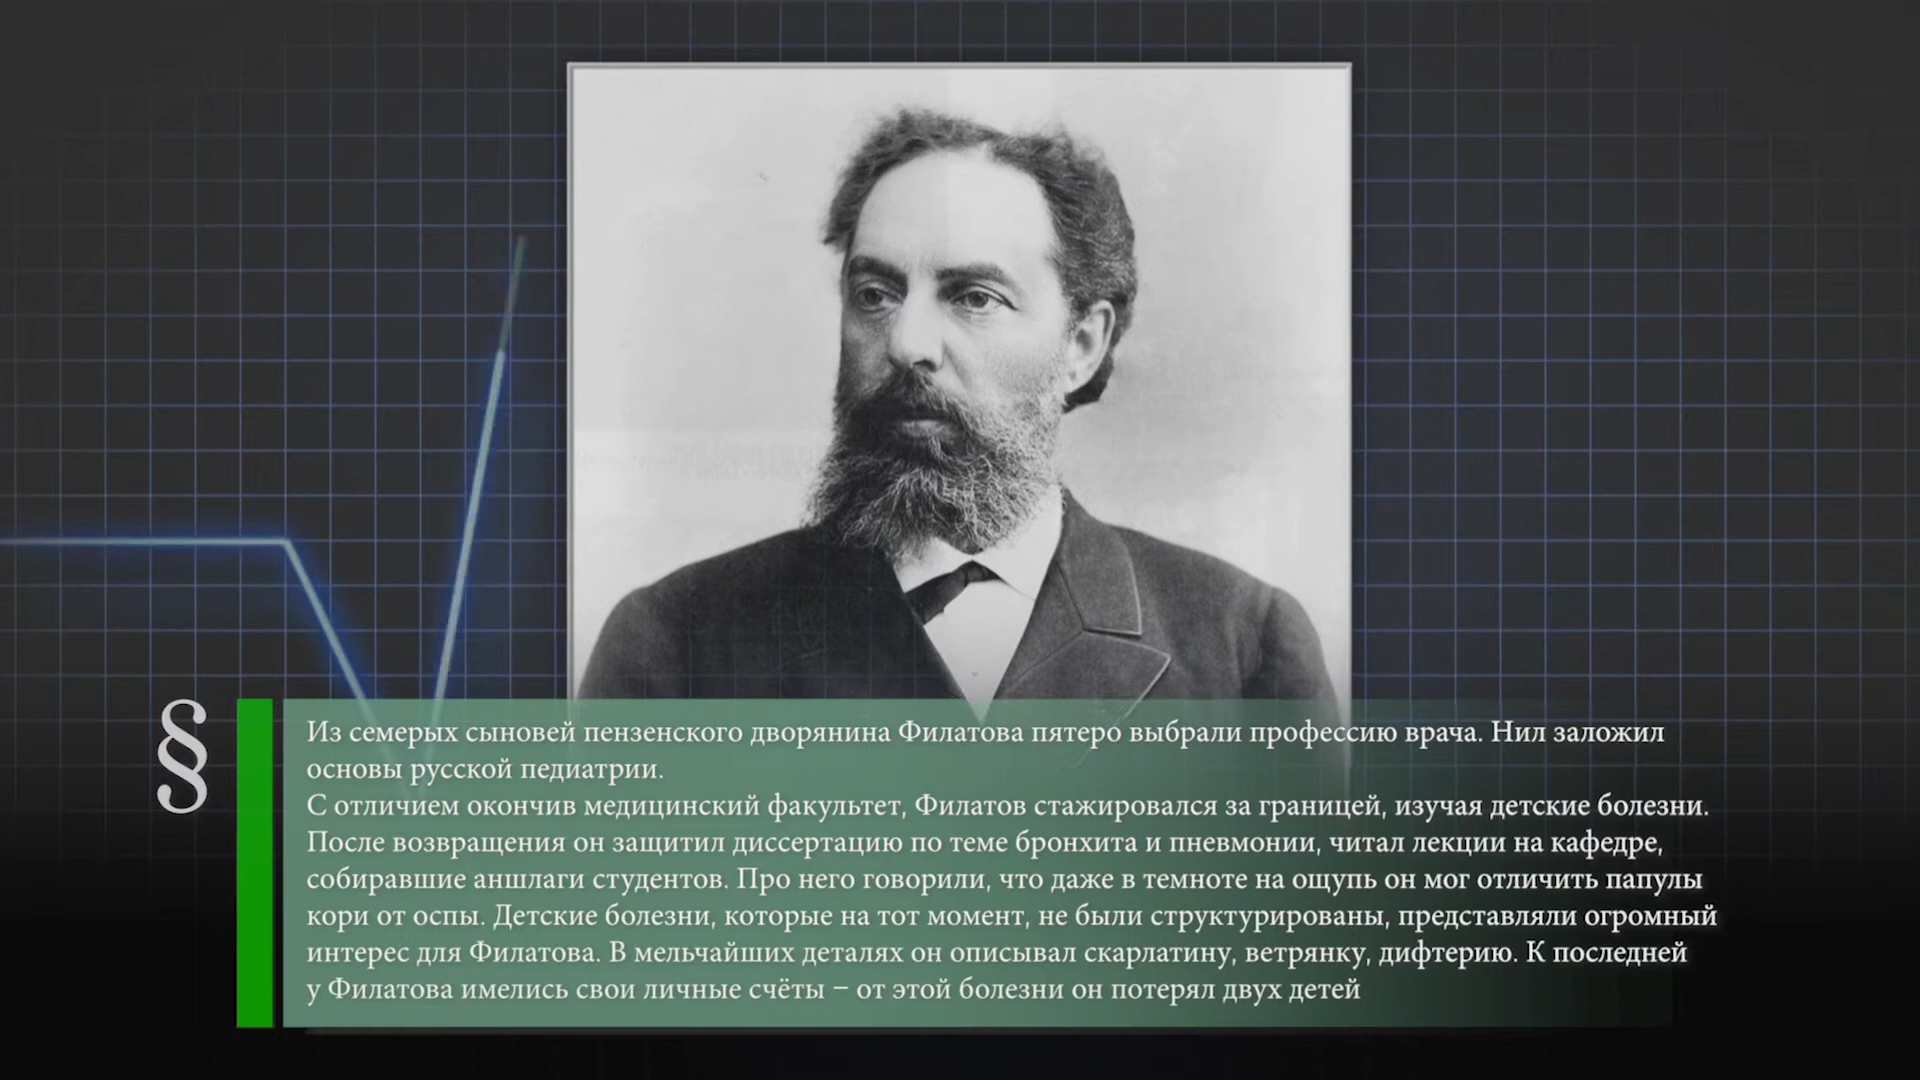 §
Из семерых сыновей пензенского дворянина Филатова пятеро выбрали профессию врача. Нил заложил
основы русской педиатрии.
С отличием окончив медицинский факультет, Филатов стажировался за границей, изучая детские болезни.
После возвращения он защитил диссертацию по теме бронхита и пневмонии, читал лекции на кафедре,
собиравшие аншлаги студентов. Про него говорили, что даже в темноте на ощупь он мог отличить папулы
кори от оспы. Детские болезни, которые на тот момент, не были структурированы, представляли огромный
интерес для Филатова. В мельчайших деталях он описывал скарлатину, ветрянку, дифтерию. К последней
у Филатова имелись свои личные счёты – от этой болезни он потерял двух детей